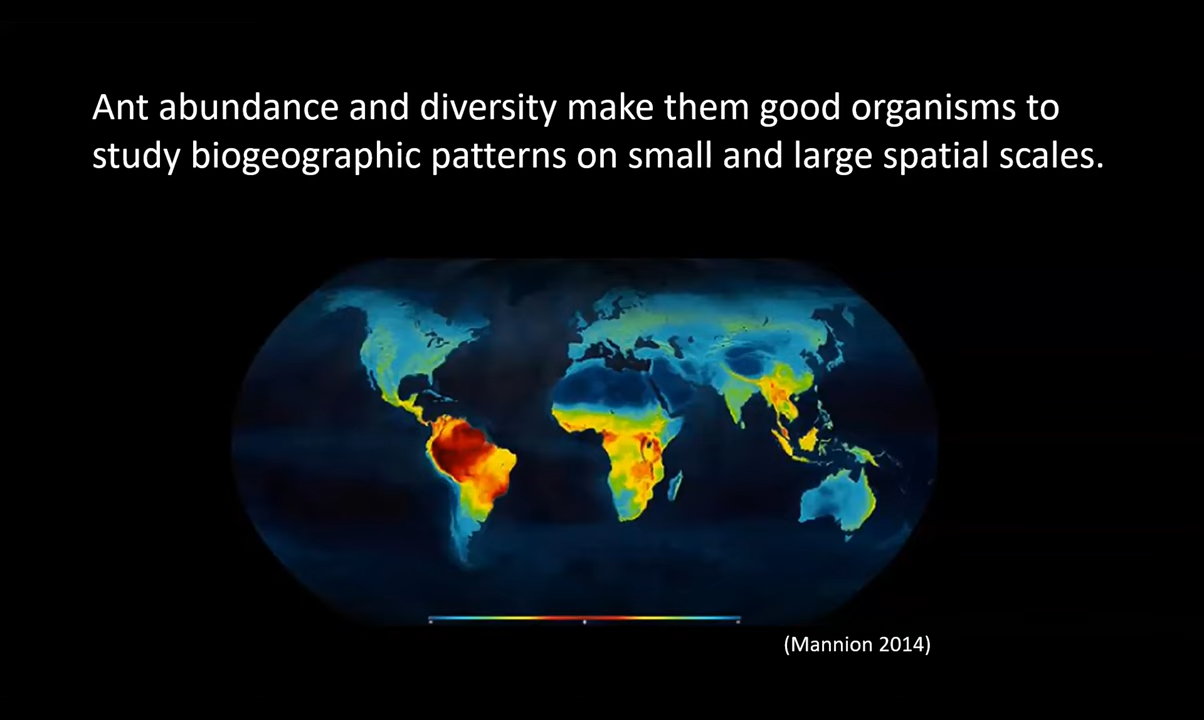 Ant abundance and diversity make them good organisms to
study biogeographic patterns on small and large spatial scales.
(Mannion 2014)